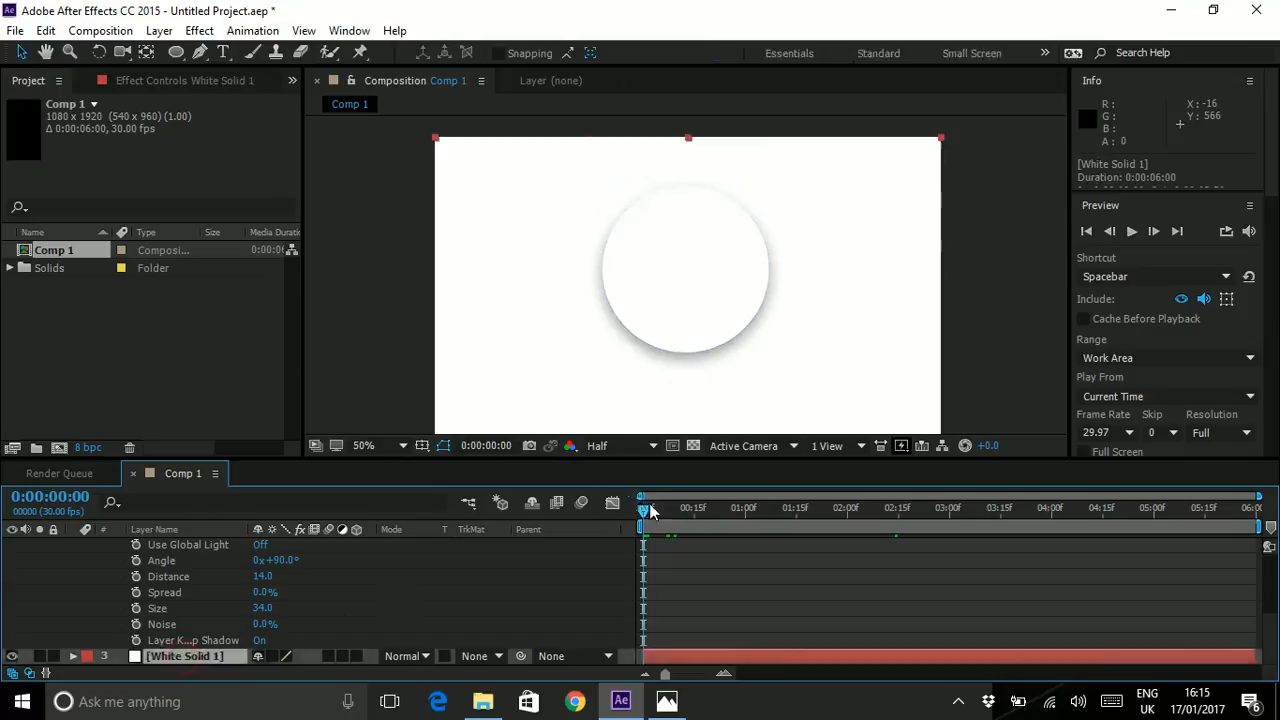 Adobe After Effects CC 2015 - Untitled Project.aep *
File Edit Composition Layer Effect Animation View Window Help
Snapping Essentials Standard Small Screen Search Help
Project Effect Controls White Solid 1 Composition Comp 1 Layer (none) Info
Comp 1
1080 x 1920 (540 x 960) (1.00)
Δ 0:00:06:00, 30.00 fps
Comp 1
R: X: -16
G: Y: 566
B:
A: 0
[White Solid 1]
Duration: 0:00:06:00
Preview
Name Type Size Media Duratic
Comp 1 Composi... 0:00:06
Solids Folder
Shortcut
Spacebar
Include:
Cache Before Playback
Range
Work Area
Play From
Current Time
Frame Rate Skip Resolution
29.97 0 Full
Full Screen
8 bpc 50% 0:00:00:00 Half Active Camera 1 View +0.0
Render Queue Comp 1
0:00:00:00
00000 (30.00 fps)
00:15f 01:00f 01:15f 02:00f 02:15f 03:00f 03:15f 04:00f 04:15f 05:00f 05:15f 06:00
# Layer Name Mode T TrkMat Parent
Use Global Light Off
Angle 0x+90.0°
Distance 14.0
Spread 0.0%
Size 34.0
Noise 0.0%
Layer K...p Shadow On
3 [White Solid 1] Normal None None
Ask me anything
ENG 16:15
UK 17/01/2017
6